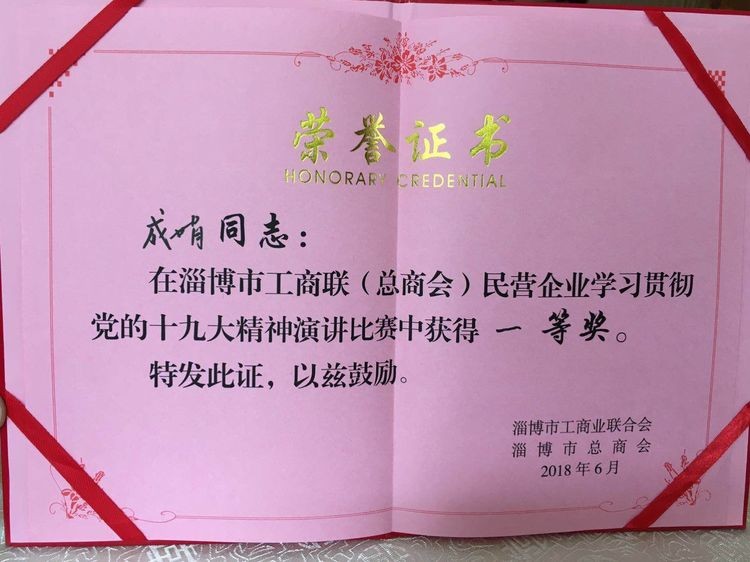 荣誉证书
HONORARY CREDENTIAL
成娟同志：
在淄博市工商联（总商会）民营企业学习贯彻
党的十九大精神演讲比赛中获得 一等奖。
特发此证，以兹鼓励。
淄博市工商业联合会
淄博市总商会
2018年6月